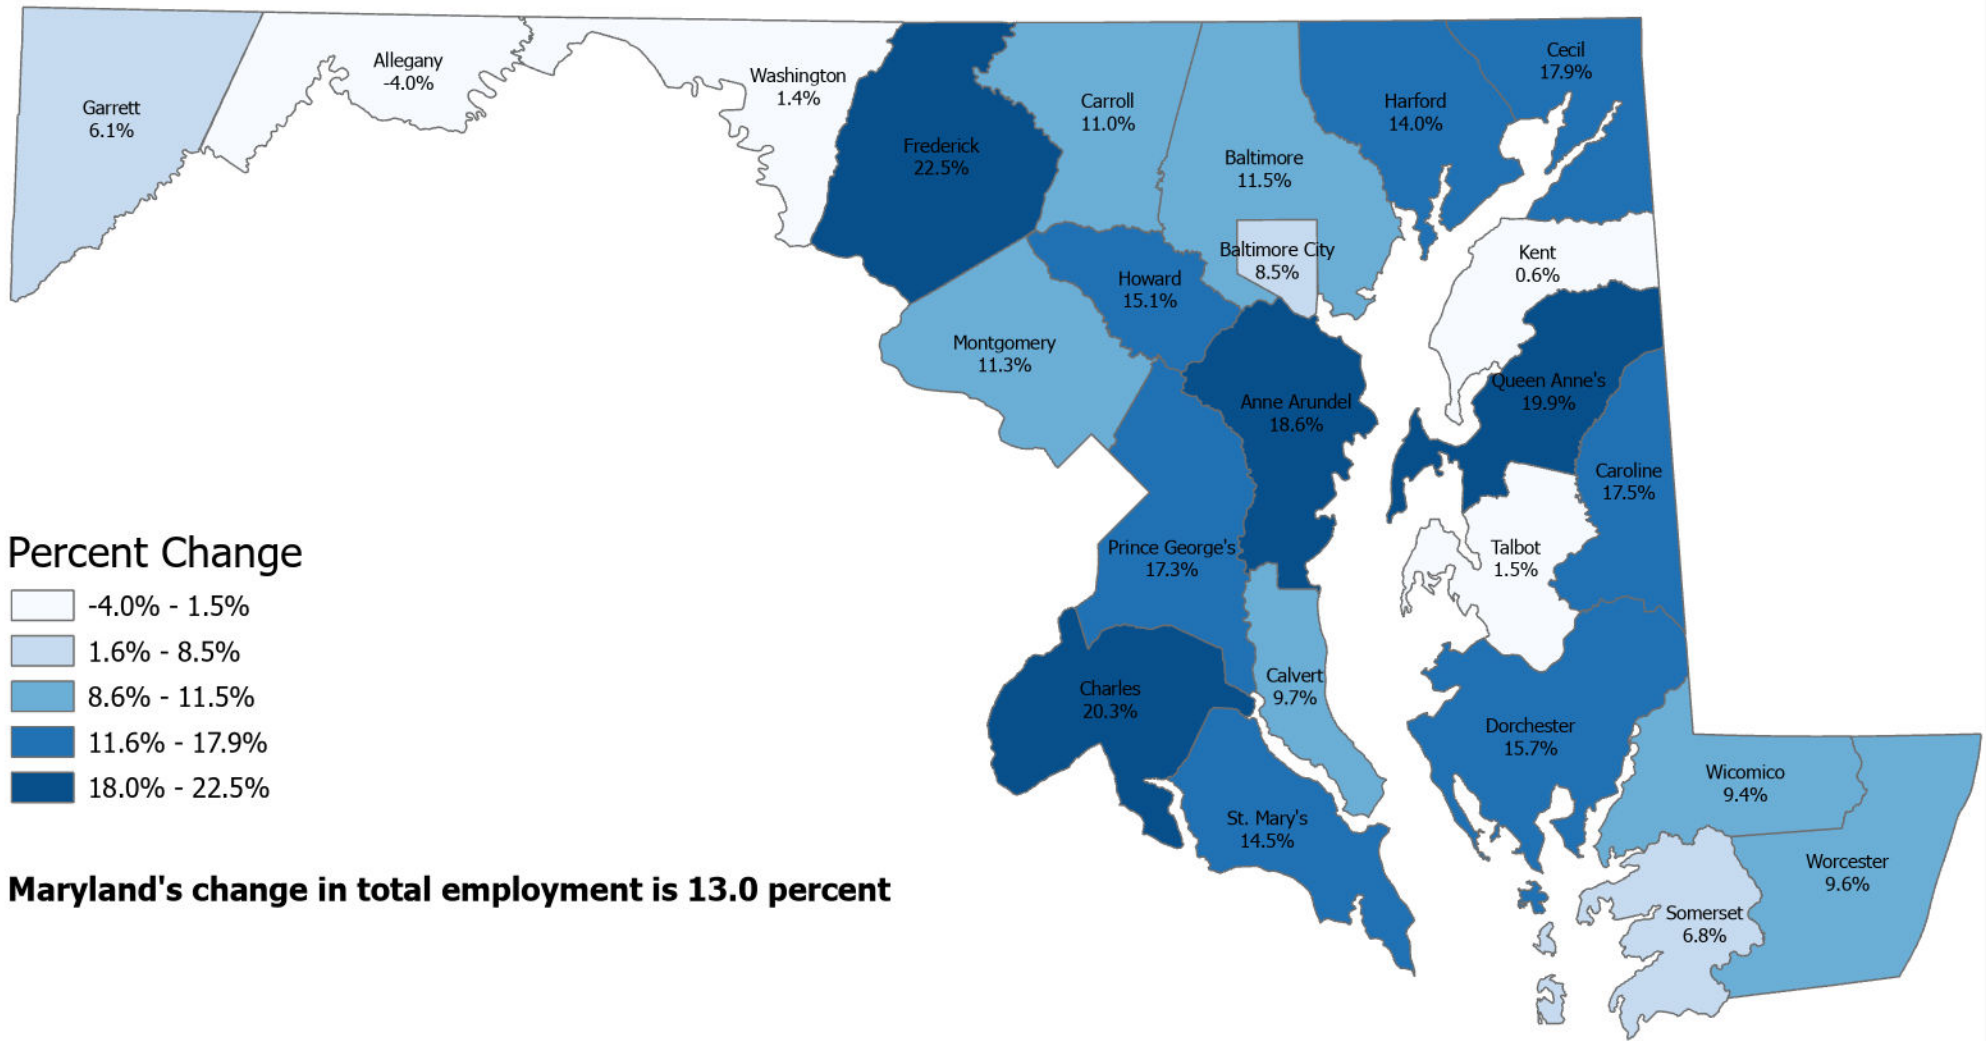 Garrett
6.1%
Allegany
-4.0%
Washington
1.4%
Frederick
22.5%
Carroll
11.0%
Baltimore
11.5%
Baltimore City
8.5%
Harford
14.0%
Cecil
17.9%
Kent
0.6%
Howard
15.1%
Montgomery
11.3%
Anne Arundel
18.6%
Queen Anne's
19.9%
Caroline
17.5%
Prince George's
17.3%
Talbot
1.5%
Charles
20.3%
Calvert
9.7%
Dorchester
15.7%
St. Mary's
14.5%
Wicomico
9.4%
Worcester
9.6%
Somerset
6.8%
Percent Change
-4.0% - 1.5%
1.6% - 8.5%
8.6% - 11.5%
11.6% - 17.9%
18.0% - 22.5%
Maryland's change in total employment is 13.0 percent